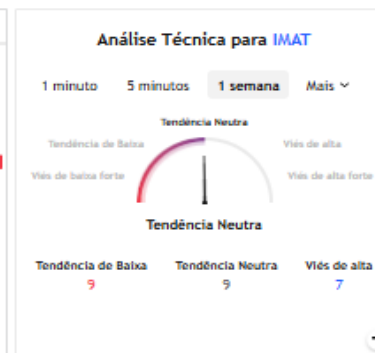 Análise Técnica para IMAT
1 minuto 5 minutos 1 semana Mais
Tendência Neutra
Tendência de Baixa Viés de alta
Viés de baixa forte Viés de alta forte
Tendência Neutra
Tendência de Baixa Tendência Neutra Viés de alta
9 9 7